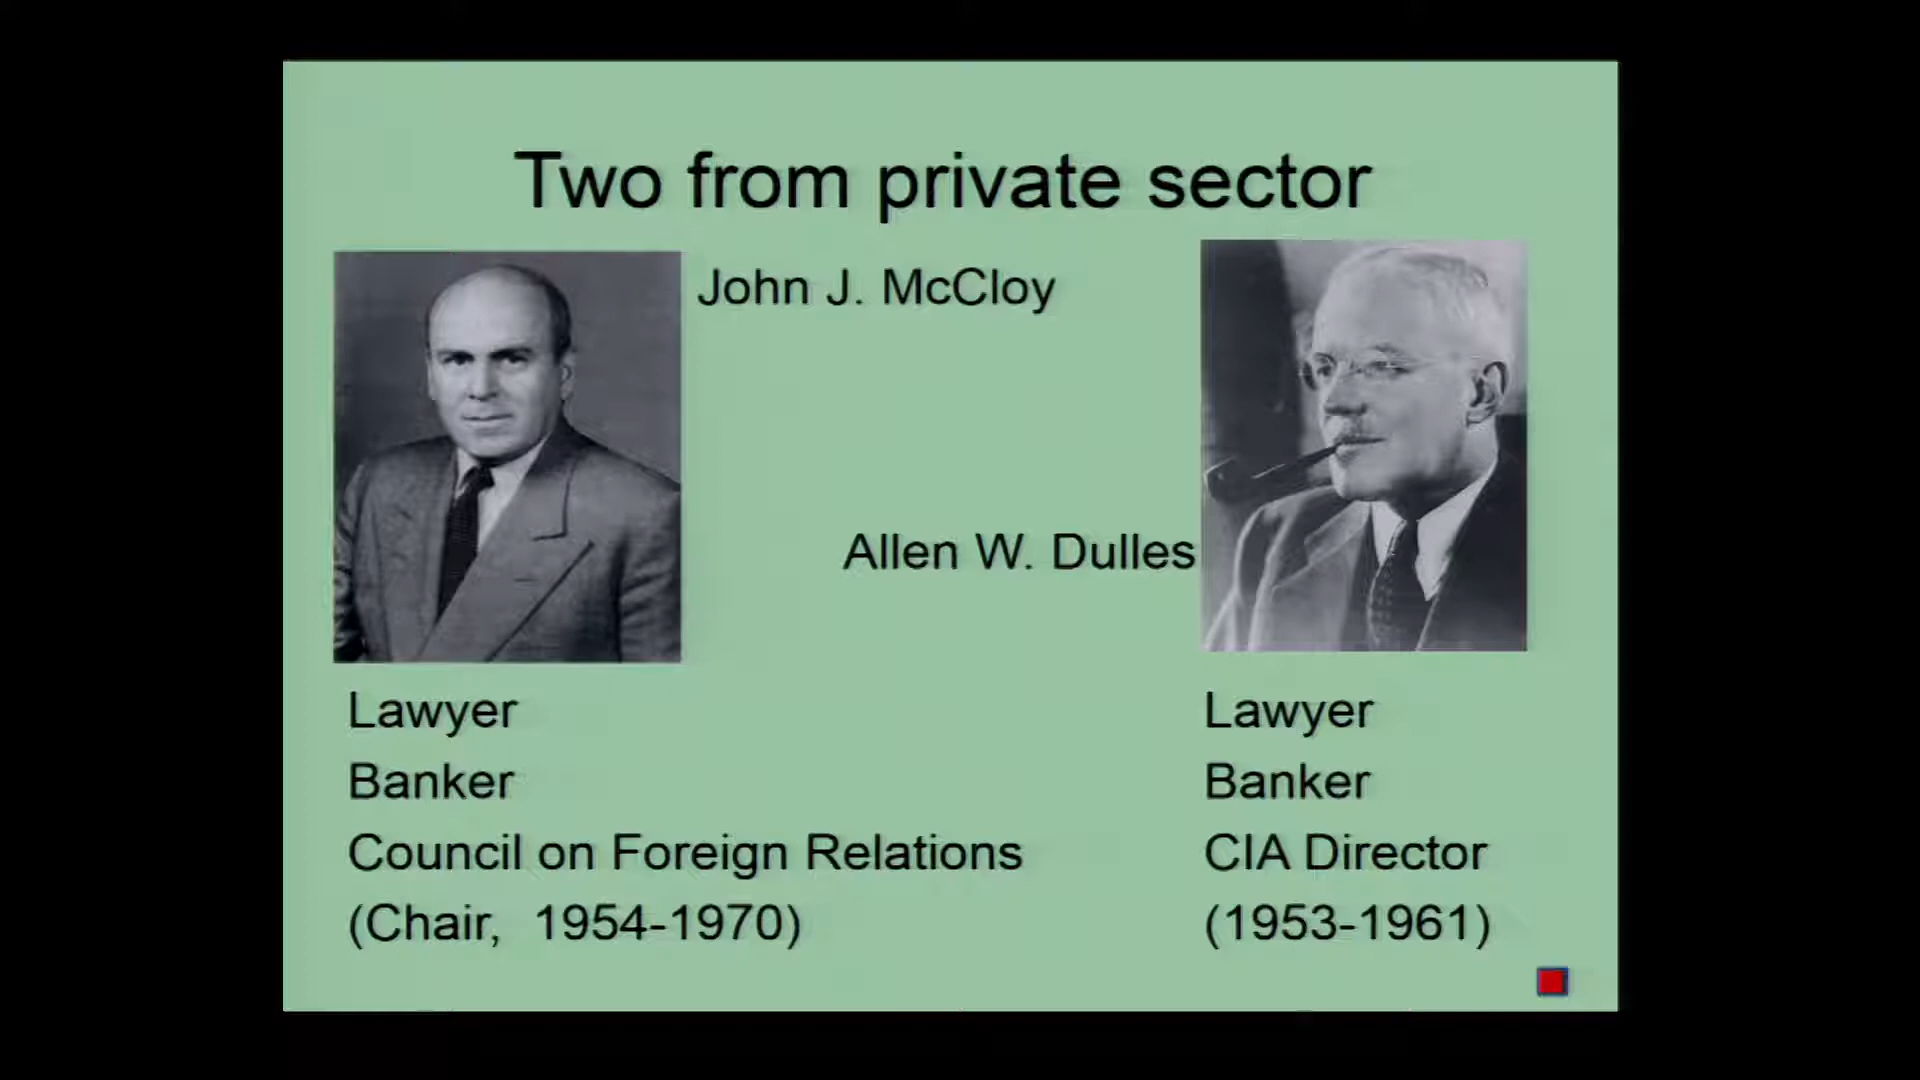 Two from private sector
John J. McCloy
Allen W. Dulles
Lawyer
Banker
Council on Foreign Relations
(Chair, 1954-1970)
Lawyer
Banker
CIA Director
(1953-1961)